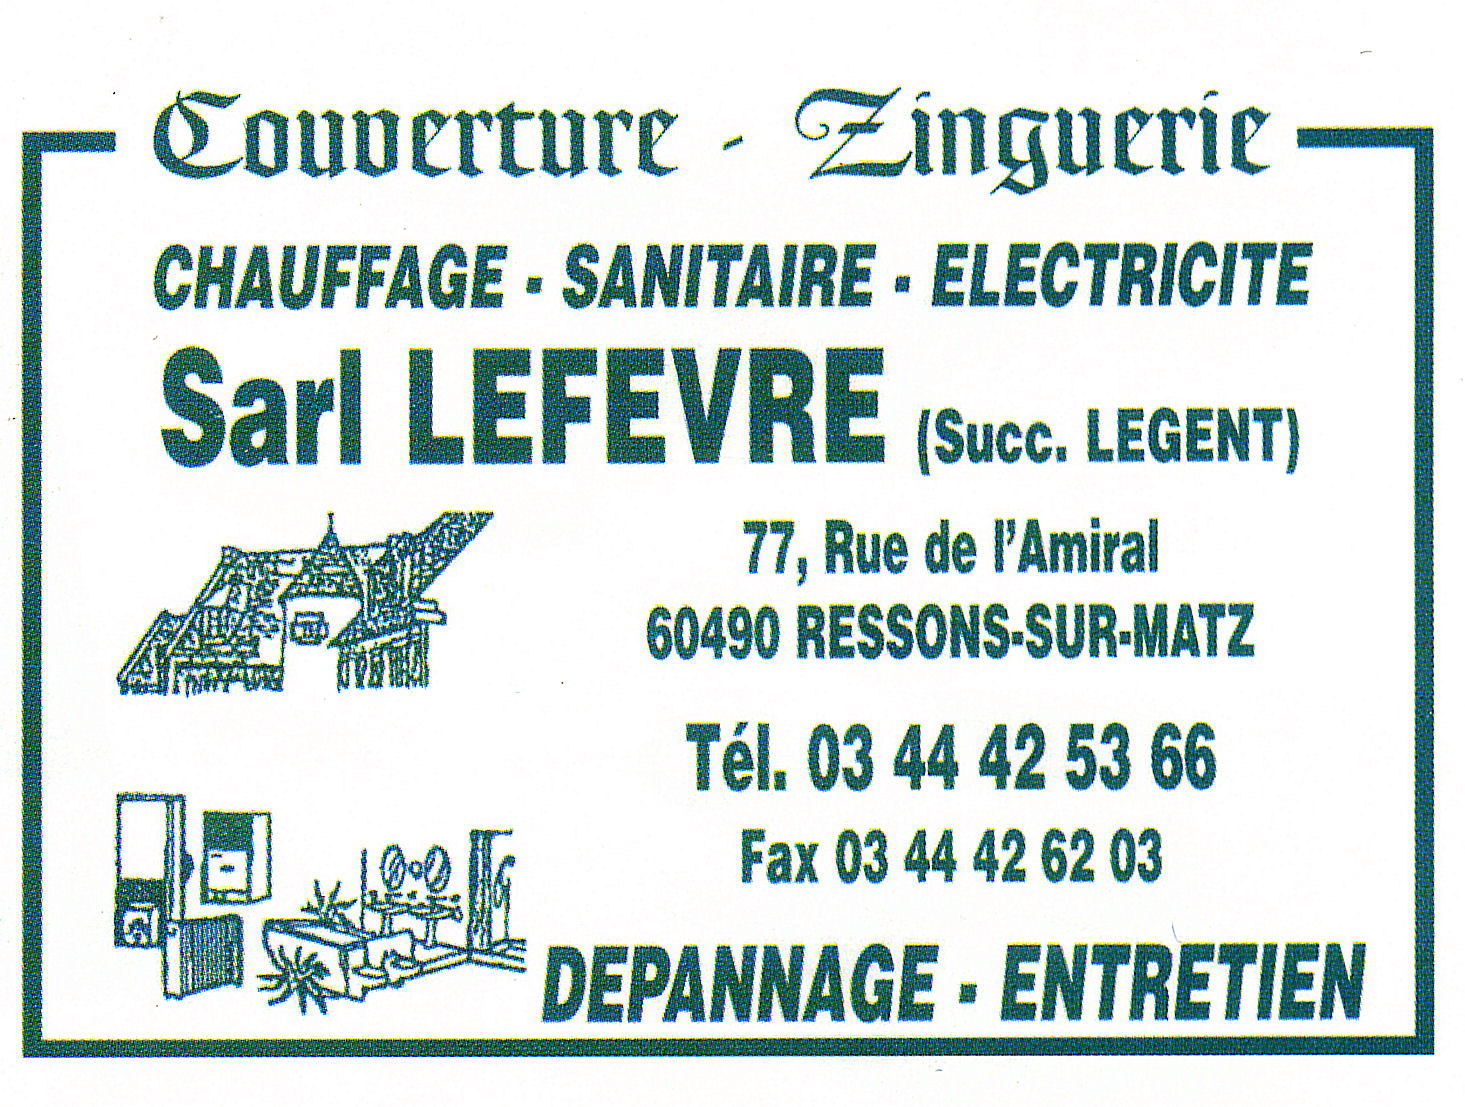 Couverture - Zinguerie
CHAUFFAGE - SANITAIRE - ELECTRICITE
Sarl LEFEVRE (Succ. LEGENT)
77, Rue de l'Amiral
60490 RESSONS-SUR-MATZ
Tél. 03 44 42 53 66
Fax 03 44 42 62 03
DEPANNAGE - ENTRETIEN